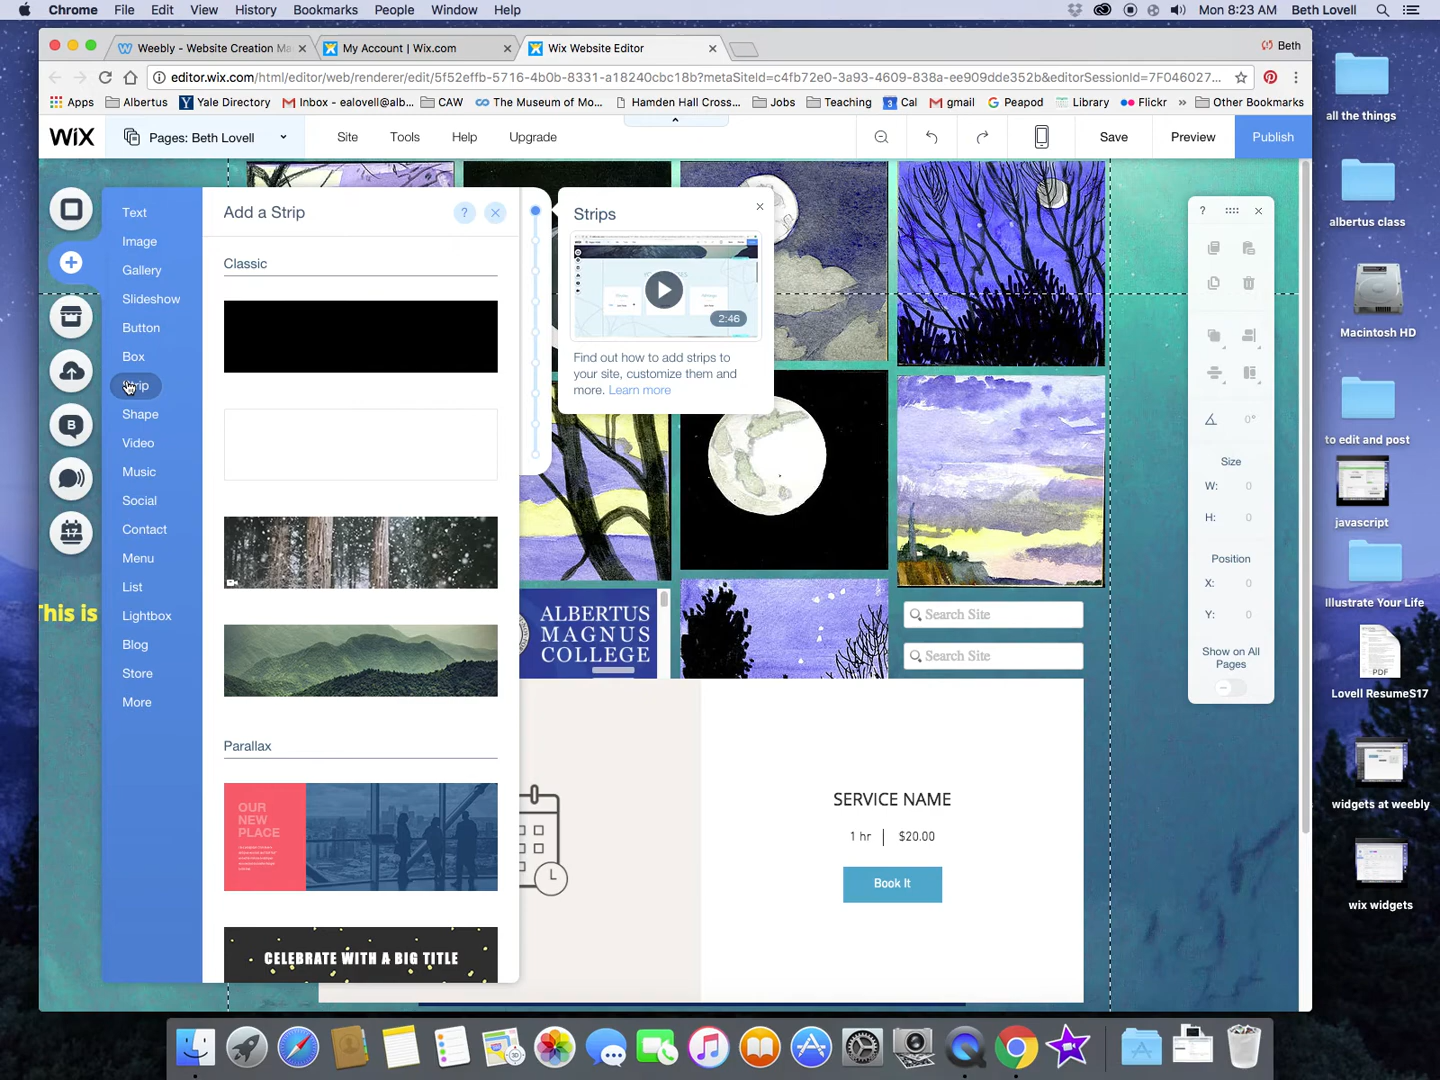 Chrome File Edit View History Bookmarks People Window Help
Mon 8:23 AM Beth Lovell
Weebly - Website Creation Ma
My Account | Wix.com
Wix Website Editor
Beth
editor.wix.com/html/editor/web/renderer/edit/5f52effb-5716-4b0b-8331-a18240cbc18b?metaSiteId=c4fb72e0-3a93-4609-838a-ee909dde352b&editorSessionId=7F046027...
Apps Albertus Yale Directory Inbox - ealovell@alb... CAW The Museum of Mo... Hamden Hall Cross... Jobs Teaching Cal gmail Peapod Library Flickr » Other Bookmarks
WiX Pages: Beth Lovell Site Tools Help Upgrade Save Preview Publish
Text
Image
Gallery
Slideshow
Button
Box
Strip
Shape
Video
Music
Social
Contact
Menu
List
Lightbox
Blog
Store
More
Add a Strip
?
Classic
Parallax
OUR
NEW
PLACE
CELEBRATE WITH A BIG TITLE
Strips
2:46
Find out how to add strips to
your site, customize them and
more. Learn more
This is
ALBERTUS
MAGNUS
COLLEGE
Search Site
Search Site
SERVICE NAME
1 hr | $20.00
Book It
?
0°
Size
W: 0
H: 0
Position
X: 0
Y: 0
Show on All
Pages
all the things
albertus class
Macintosh HD
to edit and post
javascript
Illustrate Your Life
PDF
Lovell ResumeS17
widgets at weebly
wix widgets